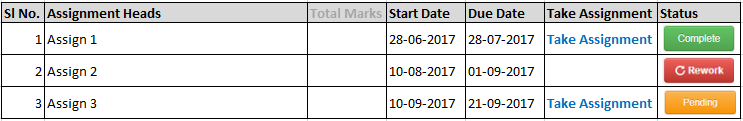 Sl No. Assignment Heads Total Marks Start Date Due Date Take Assignment Status
1 Assign 1 28-06-2017 28-07-2017 Take Assignment Complete
2 Assign 2 10-08-2017 01-09-2017 Rework
3 Assign 3 10-09-2017 21-09-2017 Take Assignment Pending